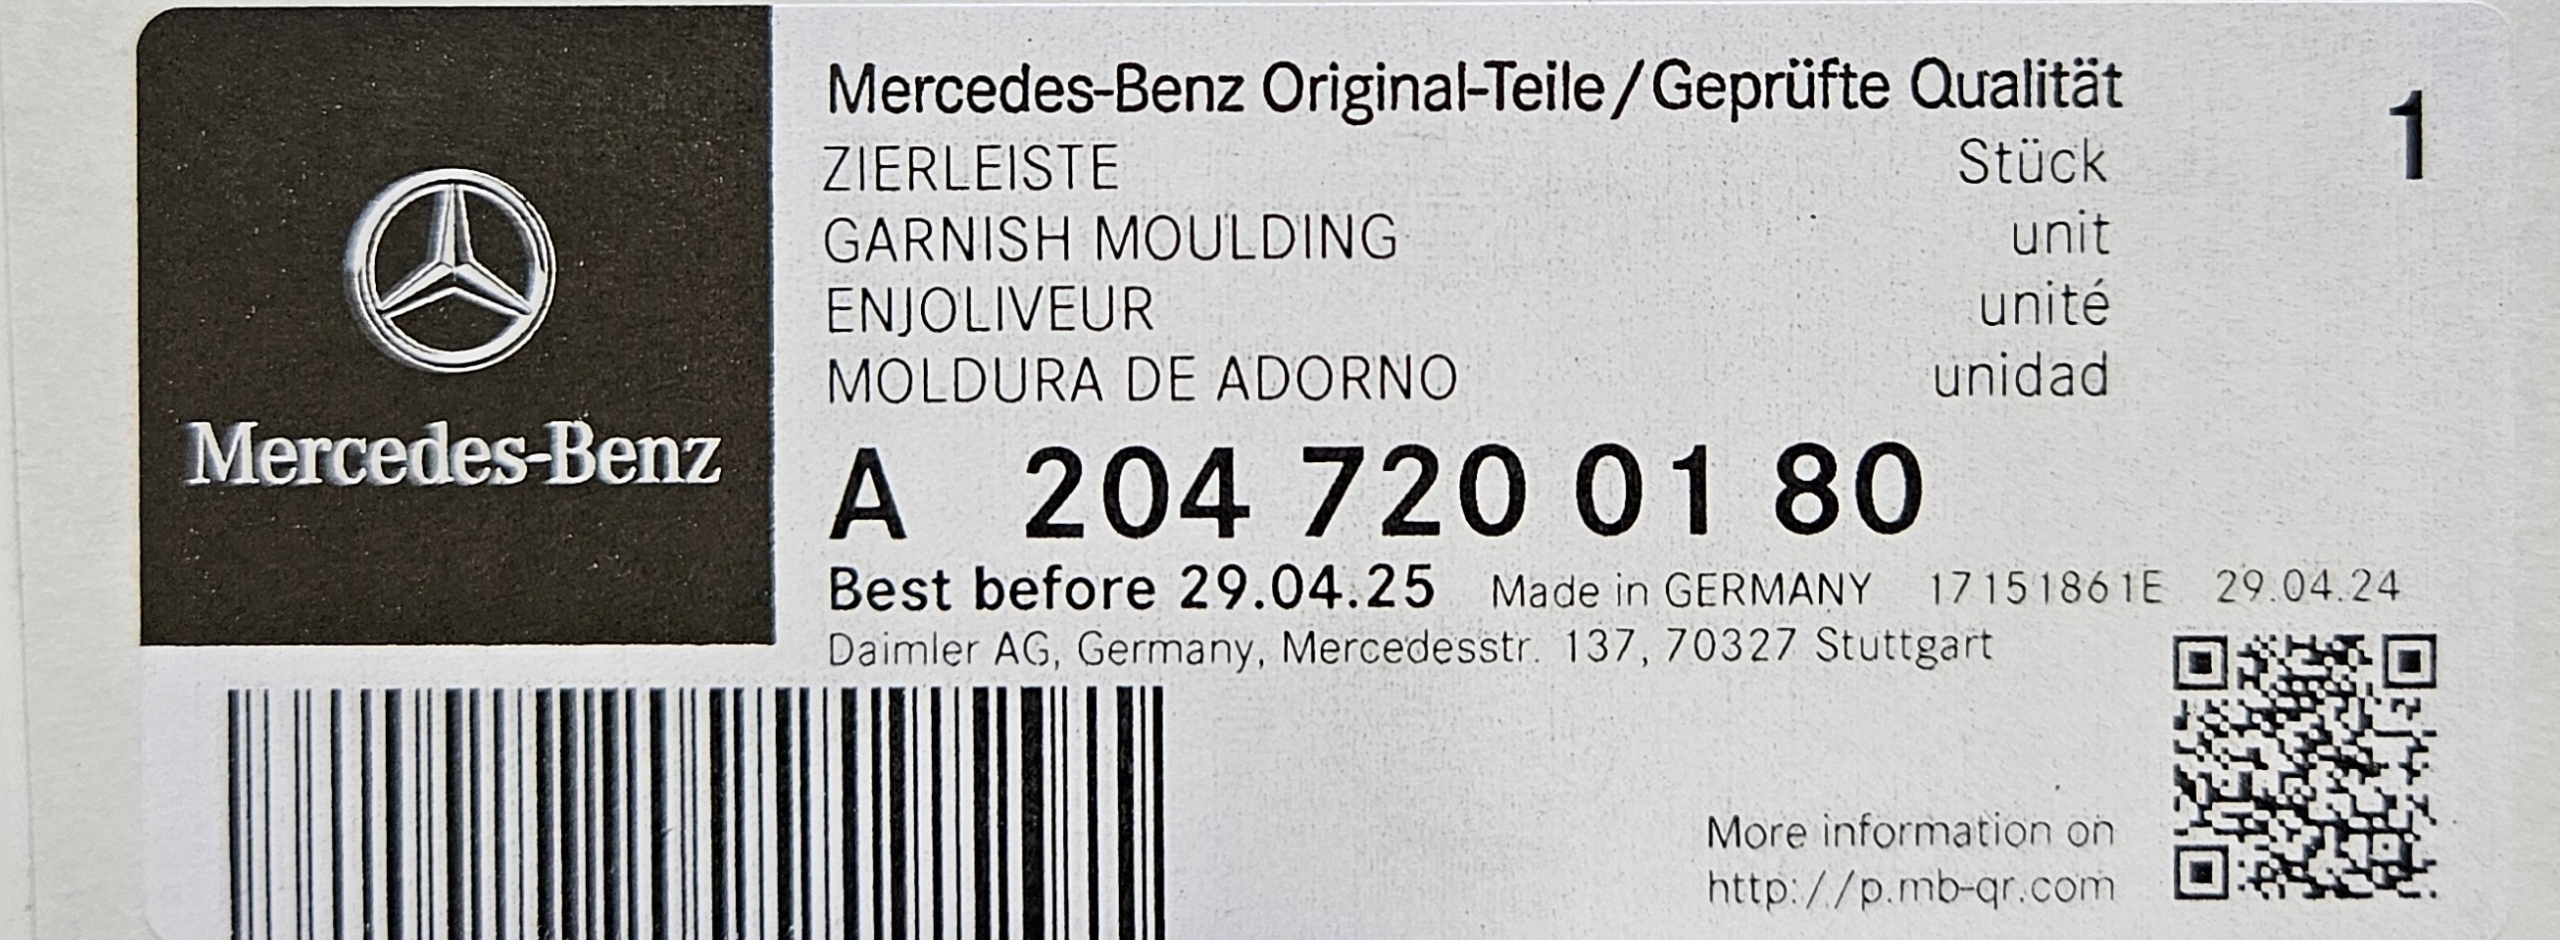 Mercedes-Benz
Mercedes-Benz Original-Teile/Geprüfte Qualität
1
ZIERLEISTE Stück
GARNISH MOULDING unit
ENJOLIVEUR unité
MOLDURA DE ADORNO unidad
A 204 720 01 80
Best before 29.04.25 Made in GERMANY 17151861E 29.04.24
Daimler AG, Germany, Mercedesstr. 137, 70327 Stuttgart
More information on
http://p.mb-qr.com